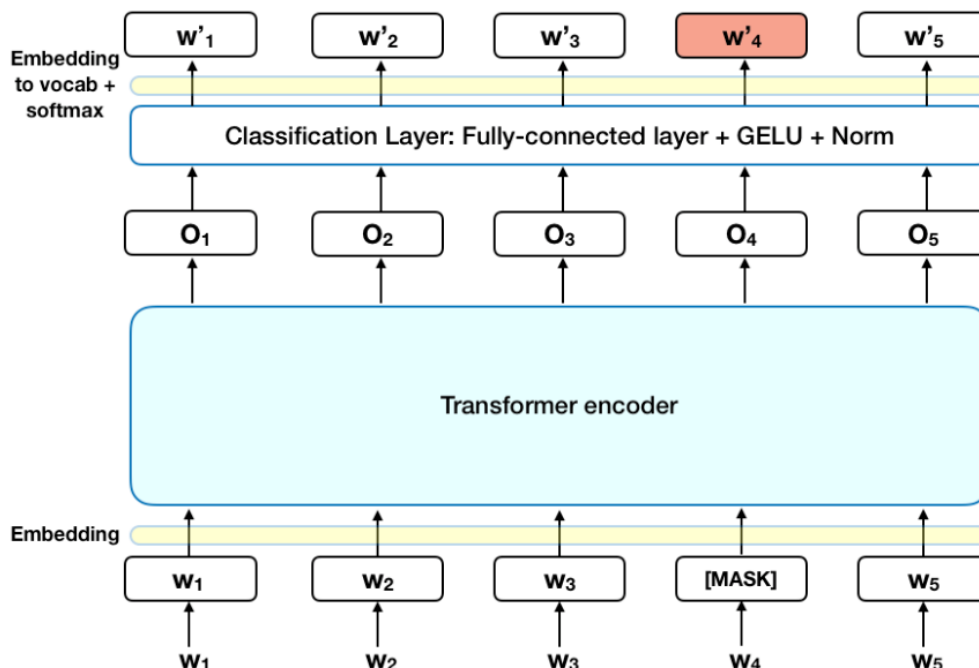 w'₁ w'₂ w'₃ w'₄ w'₅
Embedding
to vocab +
softmax
Classification Layer: Fully-connected layer + GELU + Norm
O₁ O₂ O₃ O₄ O₅
Transformer encoder
Embedding
w₁ w₂ w₃ [MASK] w₅
w₁ w₂ w₃ w₄ w₅